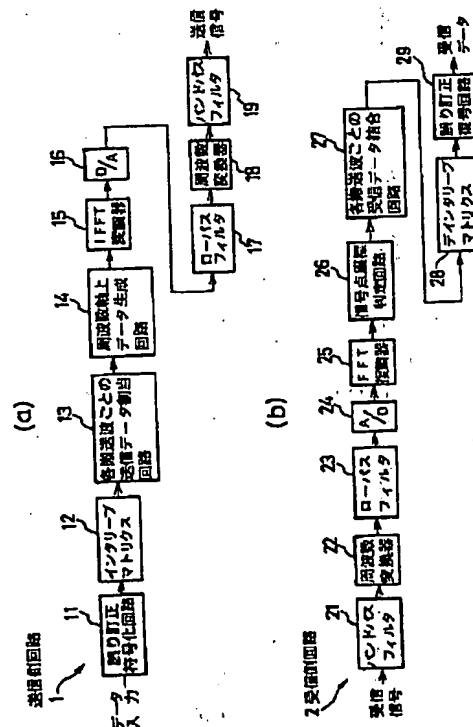 (a)
送信側回路
1
データ
入力
11
誤り訂正
符号化回路
12
インタリーブ
マトリクス
13
各搬送波ごとの
送信データ割当
回路
14
周波数軸上
データ生成
回路
15
IFFT
変調器
16
D/A
17
ローパス
フィルタ
18
周波数
変換器
19
バンドパス
フィルタ
送信
信号
(b)
2 受信側回路
受信
信号
21
バンドパス
フィルタ
22
周波数
変換器
23
ローパス
フィルタ
24
A/D
25
FFT
復調器
26
信号点座標
判定回路
27
各搬送波ごとの
受信データ結合
回路
28
デインタリーブ
マトリクス
29
誤り訂正
復号回路
受信
データ